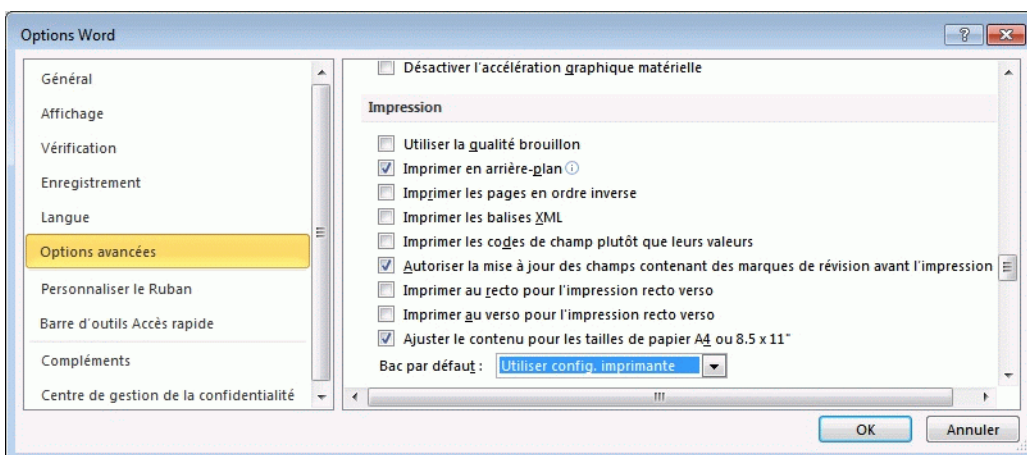 Options Word
Général
Affichage
Vérification
Enregistrement
Langue
Options avancées
Personnaliser le Ruban
Barre d'outils Accès rapide
Compléments
Centre de gestion de la confidentialité
Désactiver l'accélération graphique matérielle
Impression
Utiliser la qualité brouillon
Imprimer en arrière-plan
Imprimer les pages en ordre inverse
Imprimer les balises XML
Imprimer les codes de champ plutôt que leurs valeurs
Autoriser la mise à jour des champs contenant des marques de révision avant l'impression
Imprimer au recto pour l'impression recto verso
Imprimer au verso pour l'impression recto verso
Ajuster le contenu pour les tailles de papier A4 ou 8.5 x 11"
Bac par défaut : Utiliser config. imprimante
OK Annuler